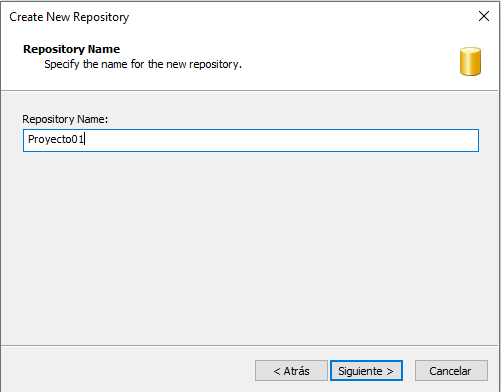 Create New Repository
Repository Name
Specify the name for the new repository.
Repository Name:
Proyecto01
< Atrás
Siguiente >
Cancelar